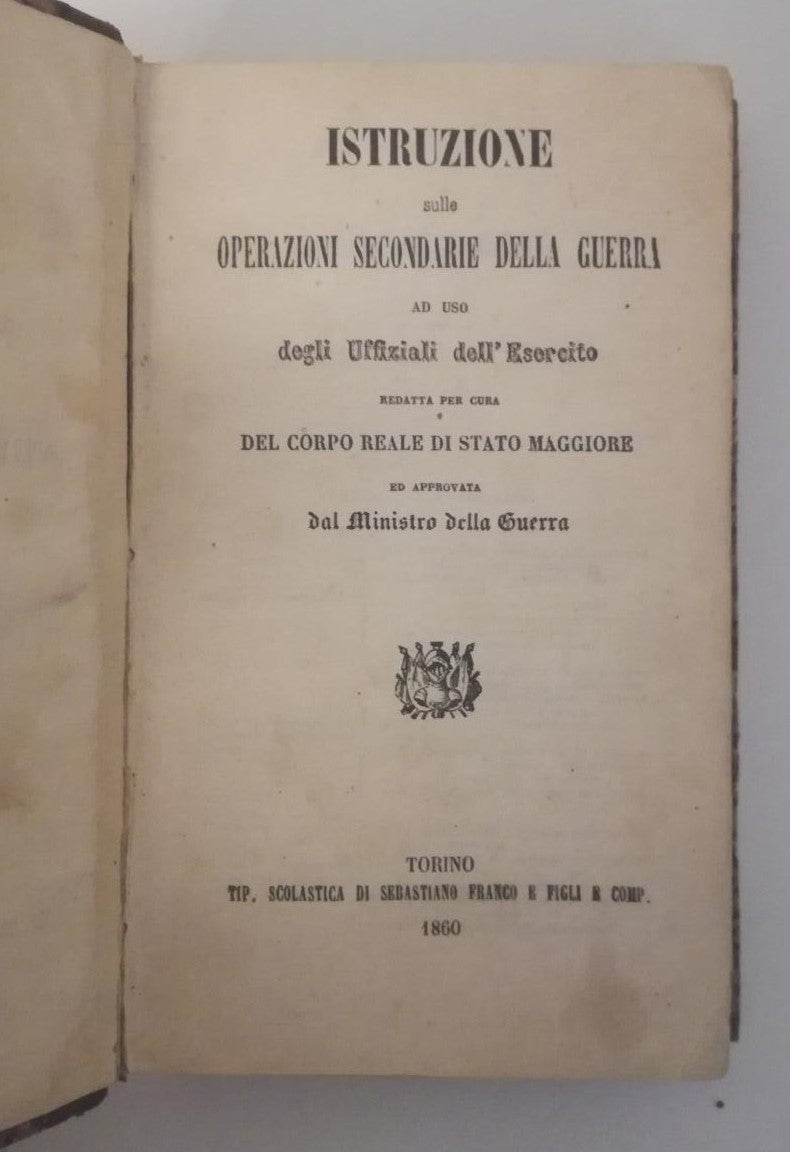 ISTRUZIONE
sulle
OPERAZIONI SECONDARIE DELLA GUERRA
AD USO
degli Uffiziali dell' Esercito
REDATTA PER CURA
DEL CORPO REALE DI STATO MAGGIORE
ED APPROVATA
dal Ministro della Guerra
TORINO
TIP. SCOLASTICA DI SEBASTIANO FRANCO E FIGLI E COMP.
1860